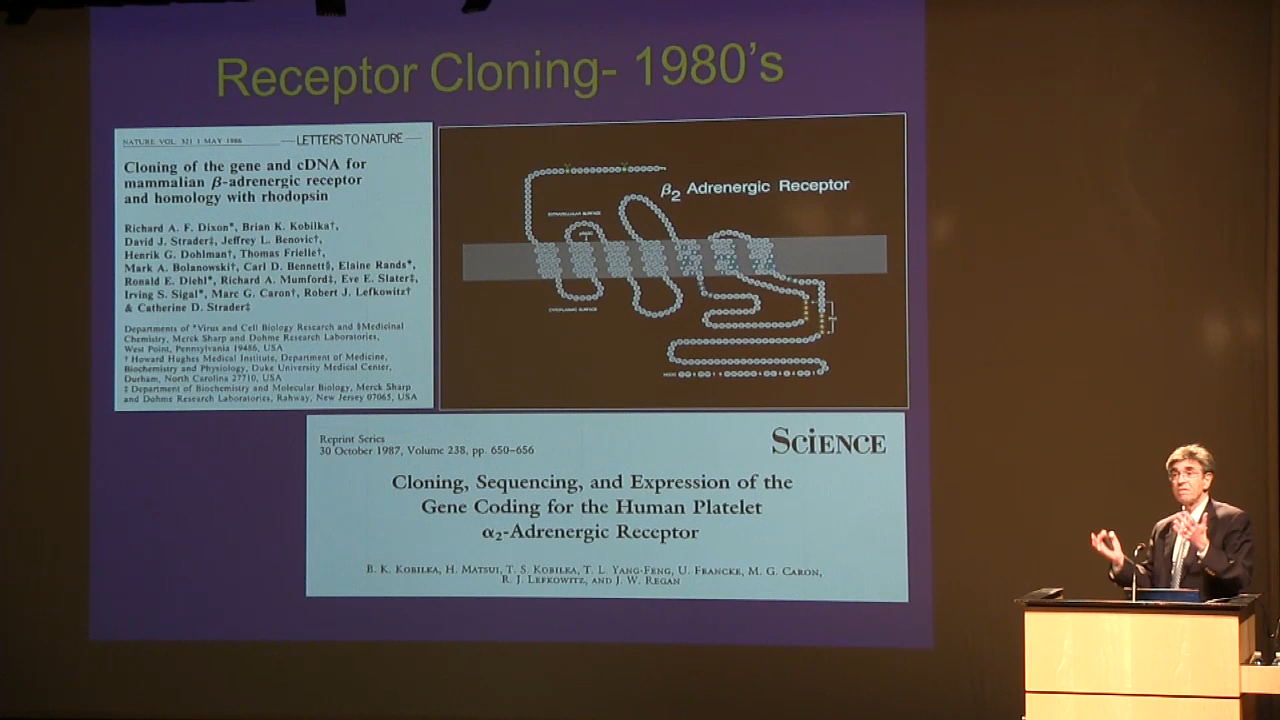 Receptor Cloning- 1980's
NATURE VOL. 321 1 MAY 1986
LETTERS TO NATURE
Cloning of the gene and cDNA for
mammalian β-adrenergic receptor
and homology with rhodopsin
Richard A. F. Dixon*, Brian K. Kobilka†,
David J. Strader‡, Jeffrey L. Benovic†,
Henrik G. Dohlman†, Thomas Frielle†,
Mark A. Bolanowski†, Carl D. Bennett§, Elaine Rands*,
Ronald E. Diehl*, Richard A. Mumford‡, Eve E. Slater‡,
Irving S. Sigal*, Marc G. Caron†, Robert J. Lefkowitz†
& Catherine D. Strader‡
Departments of *Virus and Cell Biology Research and §Medicinal
Chemistry, Merck Sharp and Dohme Research Laboratories,
West Point, Pennsylvania 19486, USA
† Howard Hughes Medical Institute, Department of Medicine,
Biochemistry and Physiology, Duke University Medical Center,
Durham, North Carolina 27710, USA
‡ Department of Biochemistry and Molecular Biology, Merck Sharp
and Dohme Research Laboratories, Rahway, New Jersey 07065, USA
β2 Adrenergic Receptor
EXTRACELLULAR SURFACE
CYTOPLASMIC SURFACE
Reprint Series
30 October 1987, Volume 238, pp. 650–656
SCIENCE
Cloning, Sequencing, and Expression of the
Gene Coding for the Human Platelet
α2-Adrenergic Receptor
B. K. KOBILKA, H. MATSUI, T. S. KOBILKA, T. L. YANG-FENG, U. FRANCKE, M. G. CARON,
R. J. LEFKOWITZ, AND J. W. REGAN